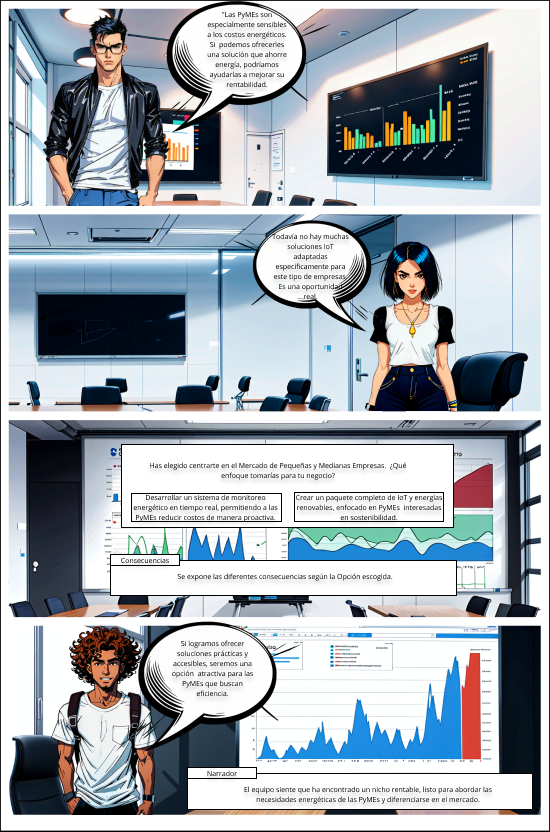 "Las PyMEs son
especialmente sensibles
a los costos energéticos.
Si podemos ofrecerles
una solución que ahorre
energía, podríamos
ayudarlas a mejorar su
rentabilidad.
Todavía no hay muchas
soluciones IoT
adaptadas
específicamente para
este tipo de empresas.
Es una oportunidad
real.
Has elegido centrarte en el Mercado de Pequeñas y Medianas Empresas. ¿Qué
enfoque tomarías para tu negocio?
Desarrollar un sistema de monitoreo
energético en tiempo real, permitiendo a las
PyMEs reducir costos de manera proactiva.
Crear un paquete completo de IoT y energías
renovables, enfocado en PyMEs interesadas
en sostenibilidad.
Consecuencias
Se expone las diferentes consecuencias según la Opción escogida.
Si logramos ofrecer
soluciones prácticas y
accesibles, seremos una
opción atractiva para las
PyMEs que buscan
eficiencia.
Narrador
El equipo siente que ha encontrado un nicho rentable, listo para abordar las
necesidades energéticas de las PyMEs y diferenciarse en el mercado.